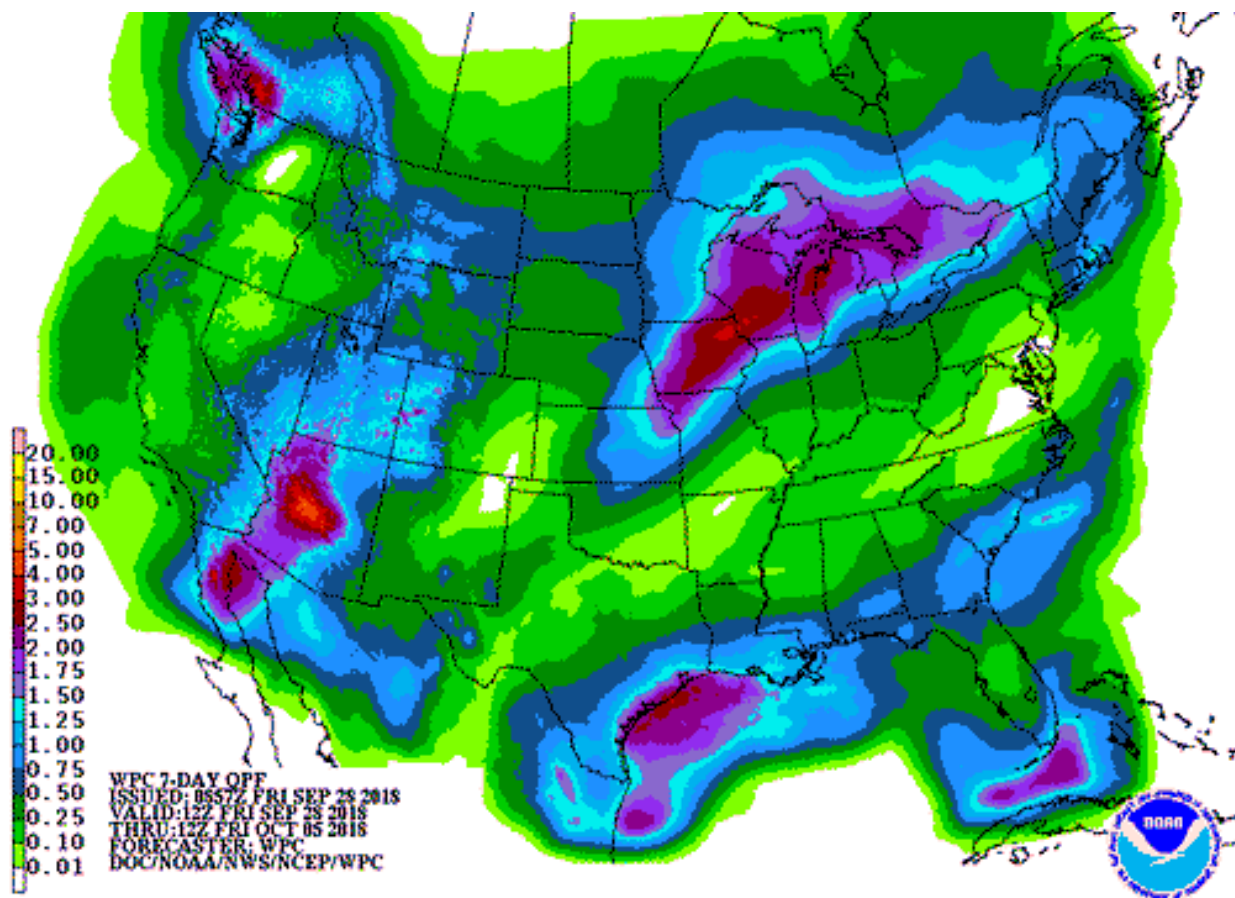 20.00
15.00
10.00
7.00
5.00
4.00
3.00
2.50
2.00
1.75
1.50
1.25
1.00
0.75
0.50
0.25
0.10
0.01
WPC 7-DAY QPF
ISSUED: 0857Z FRI SEP 28 2018
VALID:12Z FRI SEP 28 2018
THRU:12Z FRI OCT 05 2018
FORECASTER: WPC
DOC/NOAA/NWS/NCEP/WPC
NOAA